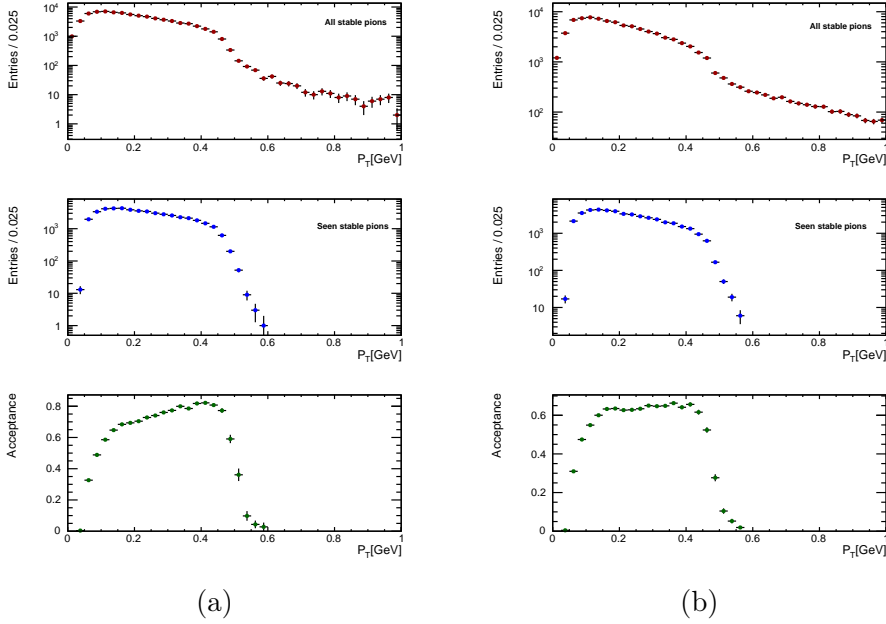 Entries / 0.025
10⁴
10³
10²
10
1
All stable pions
0 0.2 0.4 0.6 0.8 1
P_T[GeV]
Entries / 0.025
10³
10²
10
1
Seen stable pions
0 0.2 0.4 0.6 0.8 1
P_T[GeV]
Acceptance
0.8
0.6
0.4
0.2
0
0 0.2 0.4 0.6 0.8 1
P_T[GeV]
(a)
Entries / 0.025
10⁴
10³
10²
All stable pions
0 0.2 0.4 0.6 0.8 1
P_T[GeV]
Entries / 0.025
10³
10²
10
Seen stable pions
0 0.2 0.4 0.6 0.8 1
P_T[GeV]
Acceptance
0.6
0.4
0.2
0
0 0.2 0.4 0.6 0.8 1
P_T[GeV]
(b)